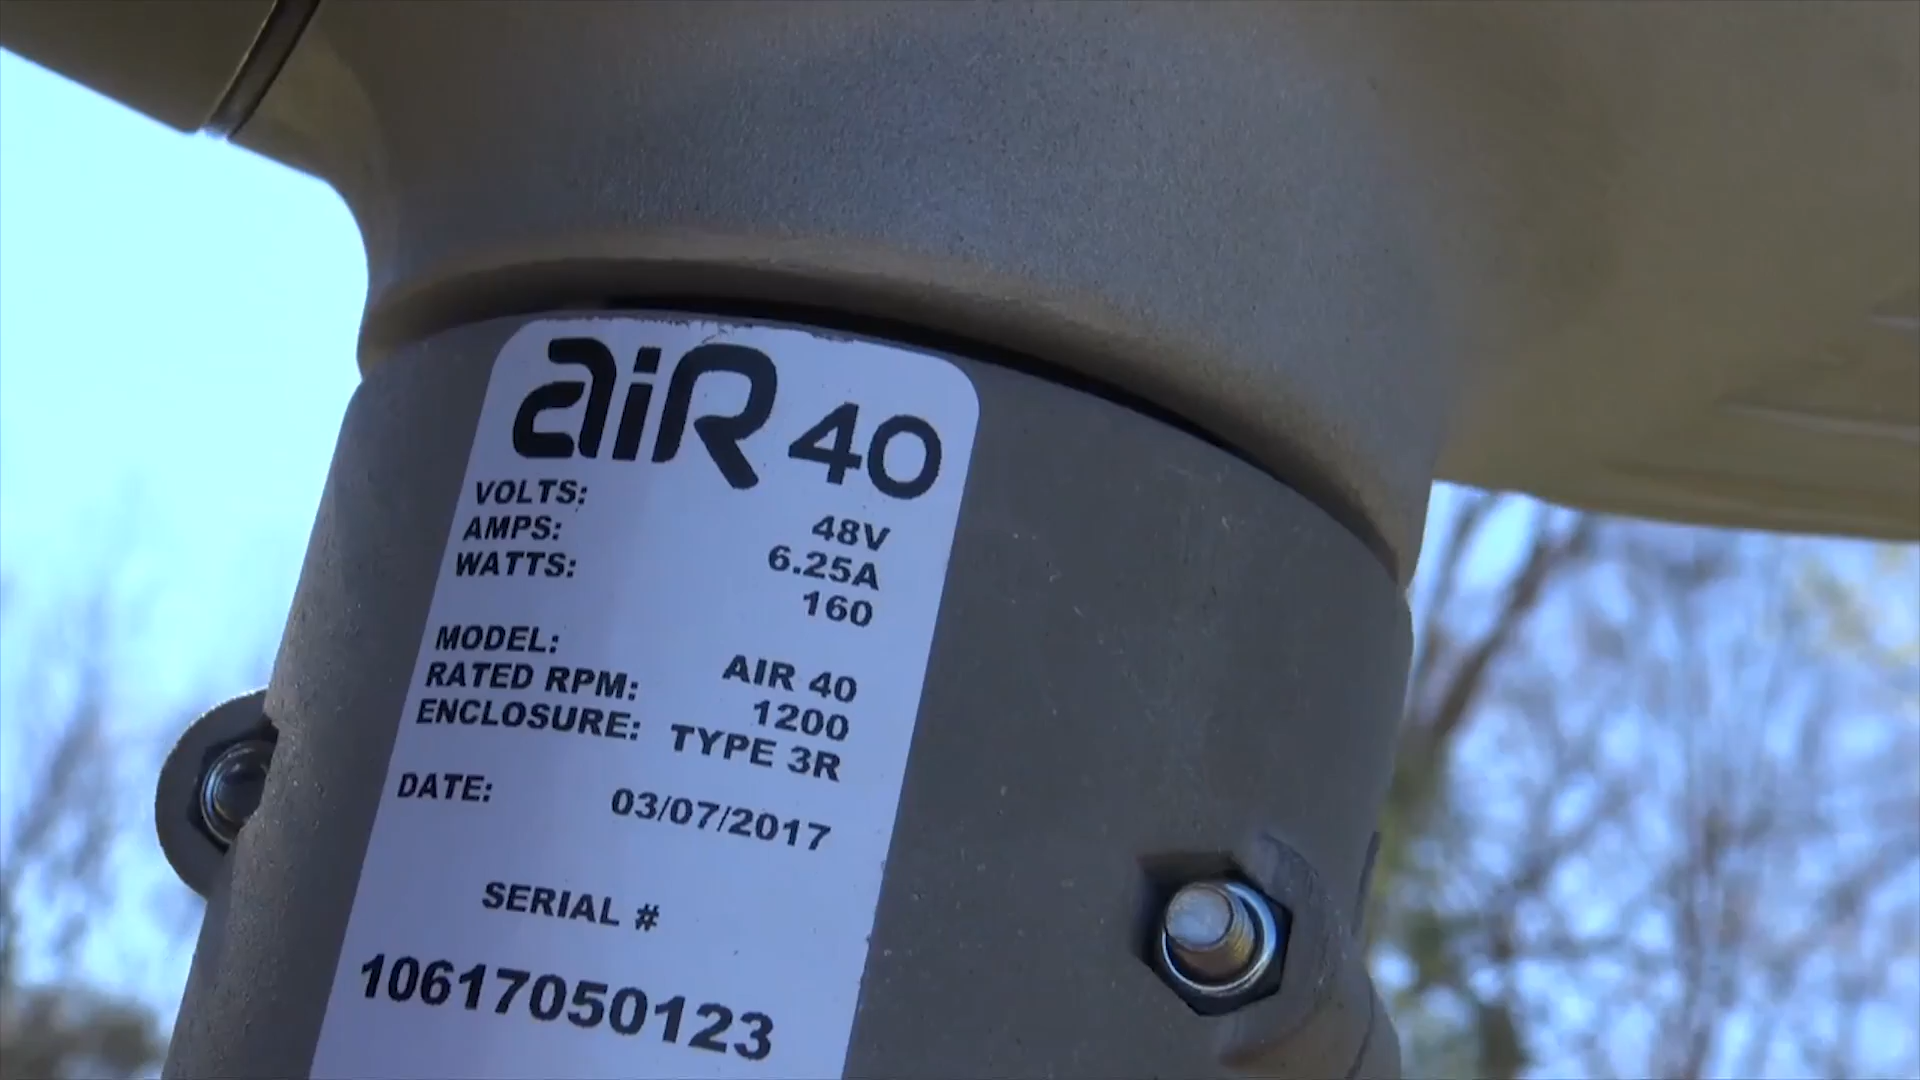 aiR 40
VOLTS: 48V
AMPS: 6.25A
WATTS: 160
MODEL: AIR 40
RATED RPM: 1200
ENCLOSURE: TYPE 3R
DATE: 03/07/2017
SERIAL #
10617050123